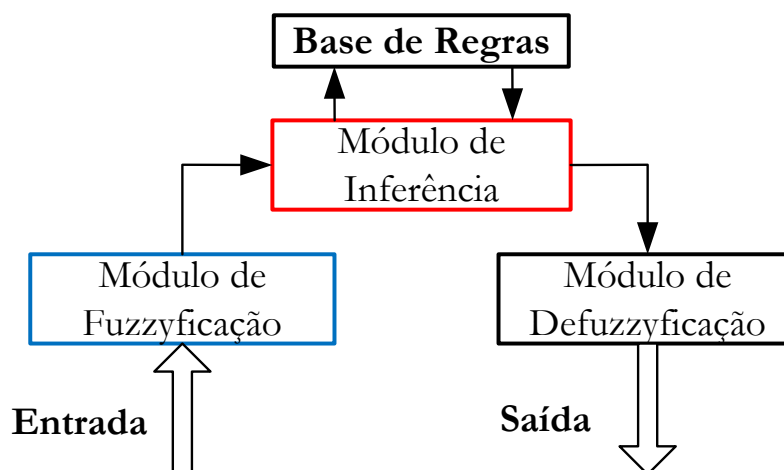 Base de Regras
Módulo de
Inferência
Módulo de
Fuzzyficação
Módulo de
Defuzzyficação
Entrada
Saída